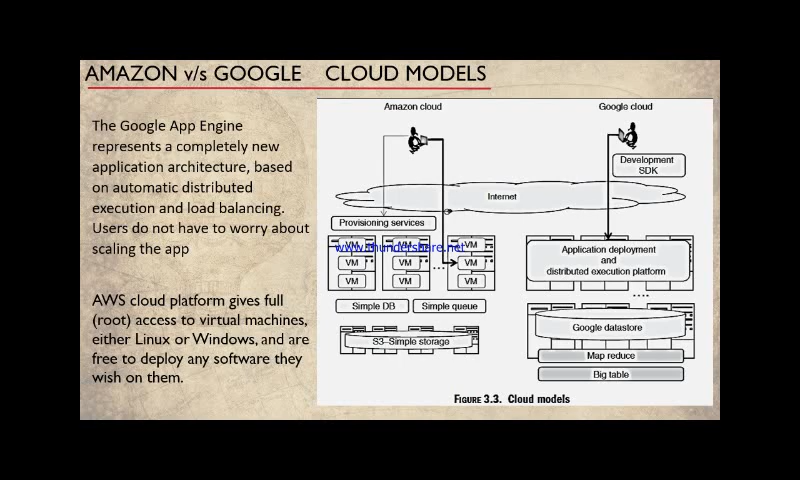 AMAZON v/s GOOGLE CLOUD MODELS
The Google App Engine
represents a completely new
application architecture, based
on automatic distributed
execution and load balancing.
Users do not have to worry about
scaling the app
AWS cloud platform gives full
(root) access to virtual machines,
either Linux or Windows, and are
free to deploy any software they
wish on them.
Amazon cloud
Google cloud
Development
SDK
Internet
Provisioning services
VM VM VM
www.thundershare.net
VM VM VM
VM VM VM
Simple DB
Simple queue
S3–Simple storage
Application deployment
and
distributed execution platform
Google datastore
Map reduce
Big table
FIGURE 3.3. Cloud models